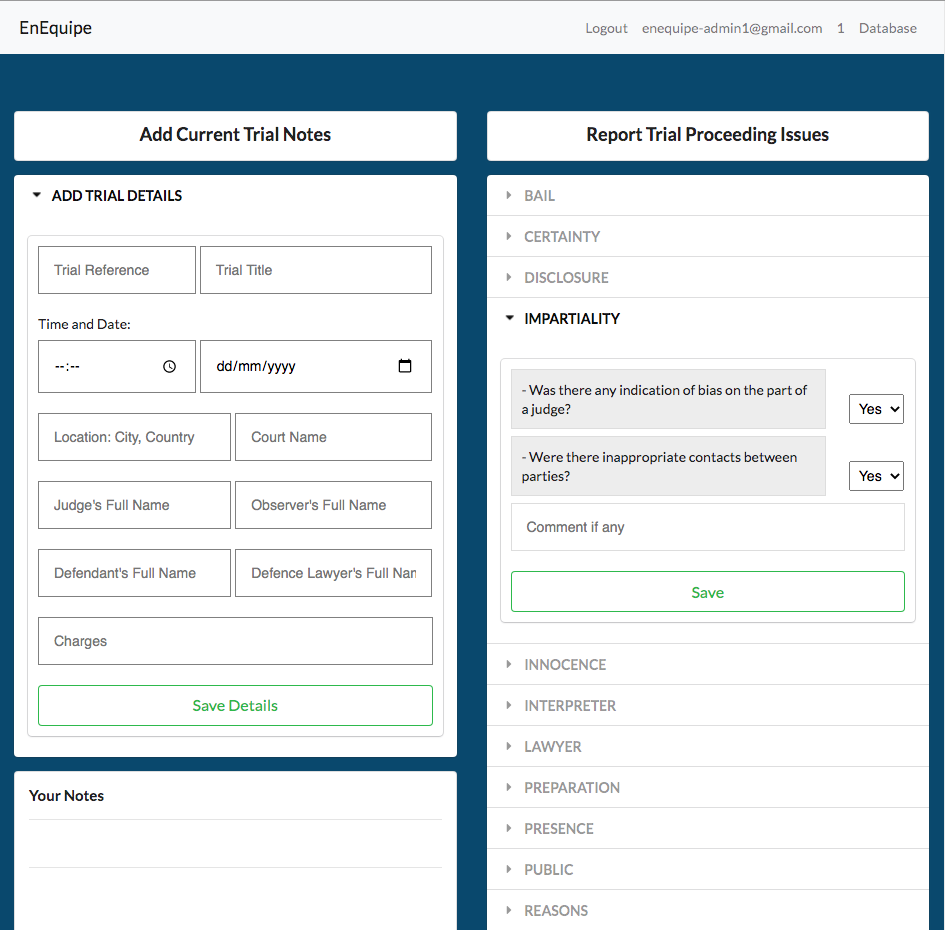 EnEquipe
Logout enequipe-admin1@gmail.com 1 Database
Add Current Trial Notes
ADD TRIAL DETAILS
Trial Reference
Trial Title
Time and Date:
--:--
dd/mm/yyyy
Location: City, Country
Court Name
Judge's Full Name
Observer's Full Name
Defendant's Full Name
Defence Lawyer's Full Nan
Charges
Save Details
Your Notes
Report Trial Proceeding Issues
BAIL
CERTAINTY
DISCLOSURE
IMPARTIALITY
- Was there any indication of bias on the part of
a judge?
Yes
- Were there inappropriate contacts between
parties?
Yes
Comment if any
Save
INNOCENCE
INTERPRETER
LAWYER
PREPARATION
PRESENCE
PUBLIC
REASONS